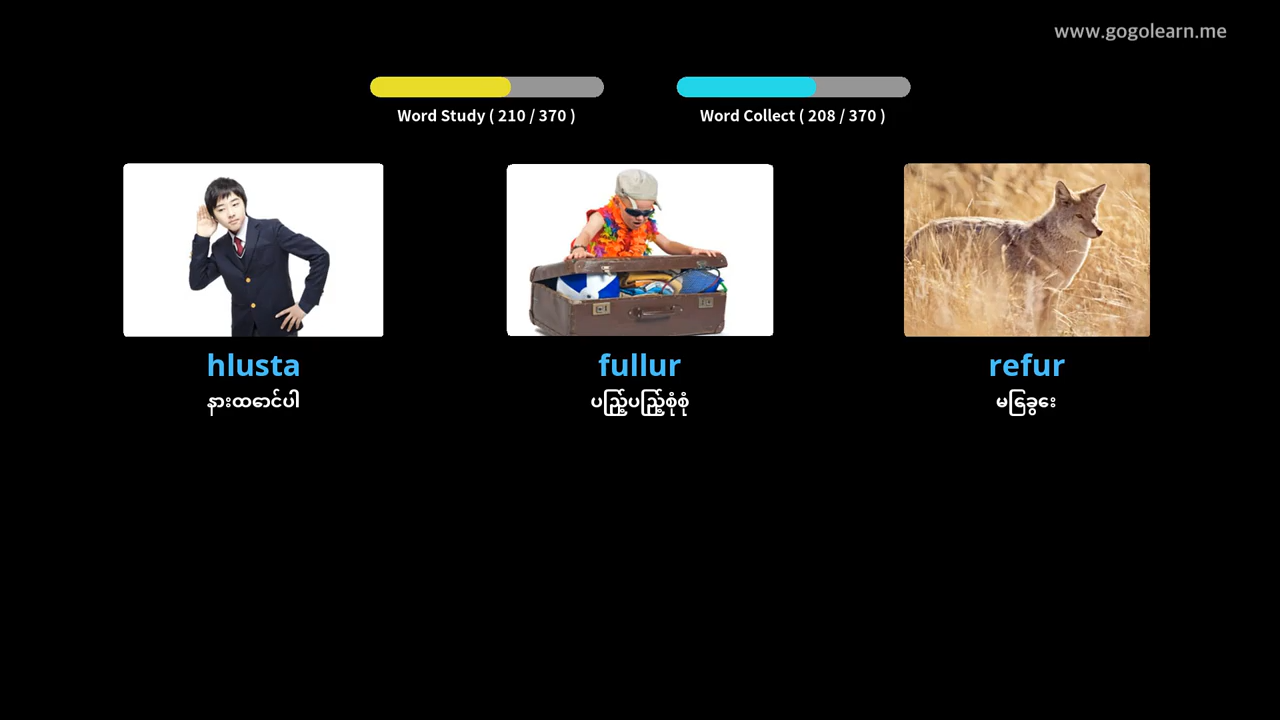 www.gogolearn.me
Word Study ( 210 / 370 )
Word Collect ( 208 / 370 )
hlusta
fullur
refur
နားထောင်ပါ
ပည့်ပြည့်စုံစုံ
မြေခွေး